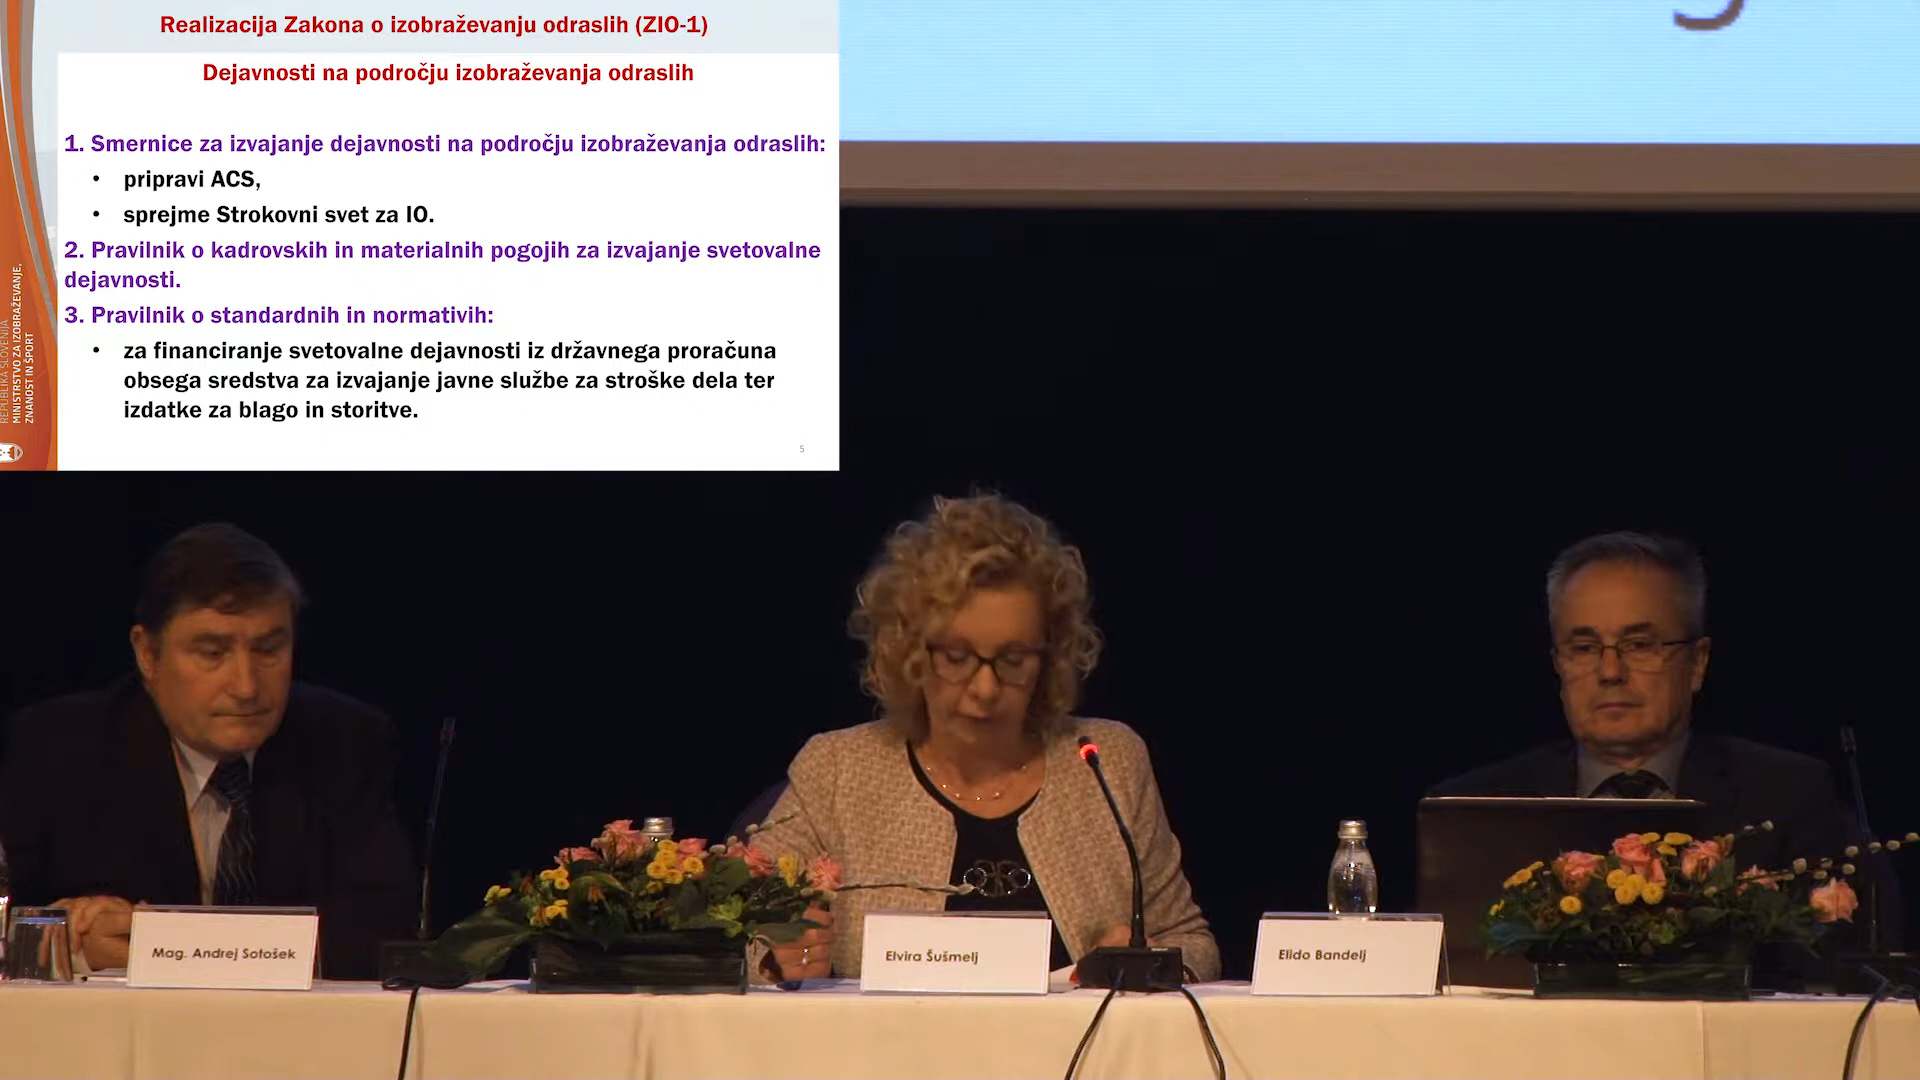 Realizacija Zakona o izobraževanju odraslih (ZIO-1)
Dejavnosti na področju izobraževanja odraslih
1. Smernice za izvajanje dejavnosti na področju izobraževanja odraslih:
• pripravi ACS,
• sprejme Strokovni svet za IO.
2. Pravilnik o kadrovskih in materialnih pogojih za izvajanje svetovalne
dejavnosti.
3. Pravilnik o standardnih in normativih:
• za financiranje svetovalne dejavnosti iz državnega proračuna
obsega sredstva za izvajanje javne službe za stroške dela ter
izdatke za blago in storitve.
5
REPUBLIKA SLOVENIJA
MINISTRSTVO ZA IZOBRAŽEVANJE,
ZNANOST IN ŠPORT
Mag. Andrej Sotošek
Elvira Šušmelj
Elido Bandelj